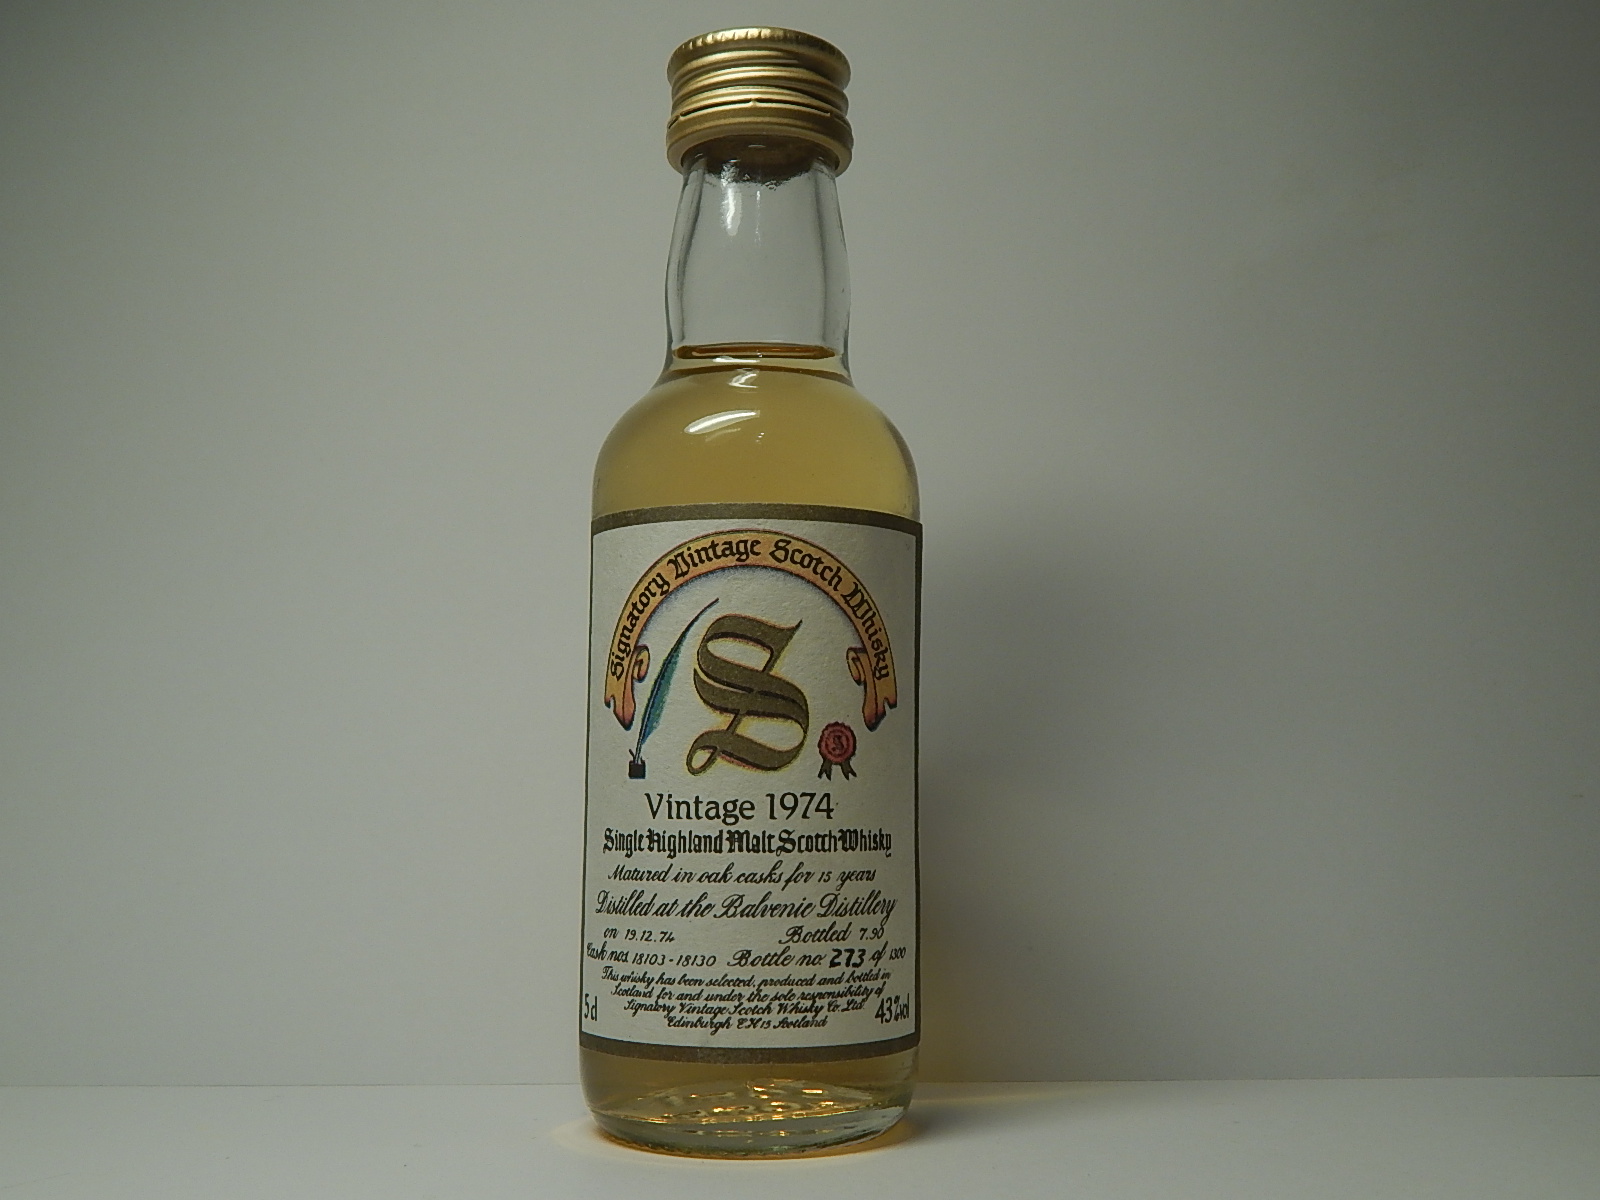 Signatory Vintage Scotch Whisky
S
S
Vintage 1974
Single Highland Malt Scotch Whisky
Matured in oak casks for 15 years
Distilled at the Balvenie Distillery
on 19.12.74 Bottled 7.90
Cask nos 18103-18130 Bottle no. 273 of 1300
This whisky has been selected, produced and bottled in
Scotland for and under the sole responsibility of
Signatory Vintage Scotch Whisky Co. Ltd.
Edinburgh EH15 Scotland
5cl 43%vol